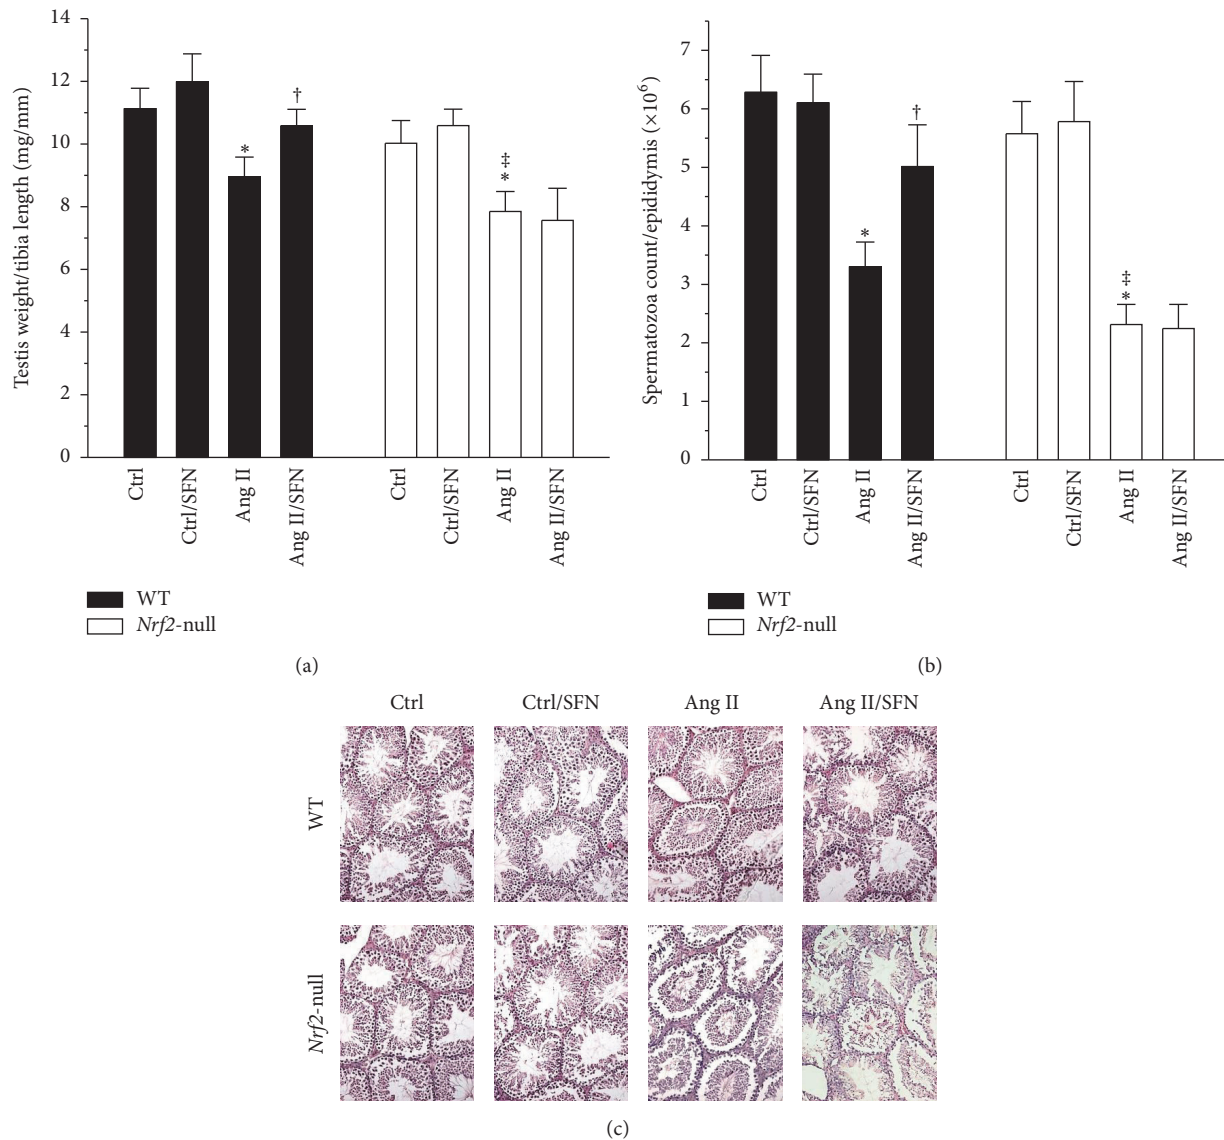 14
12
10
8
6
4
2
0
Testis weight/tibia length (mg/mm)
*
†
‡
*
Ctrl
Ctrl/SFN
Ang II
Ang II/SFN
Ctrl
Ctrl/SFN
Ang II
Ang II/SFN
WT
Nrf2-null
(a)
7
6
5
4
3
2
1
0
Spermatozoa count/epididymis (×10⁶)
*
†
‡
*
Ctrl
Ctrl/SFN
Ang II
Ang II/SFN
Ctrl
Ctrl/SFN
Ang II
Ang II/SFN
WT
Nrf2-null
(b)
Ctrl Ctrl/SFN Ang II Ang II/SFN
WT
Nrf2-null
(c)